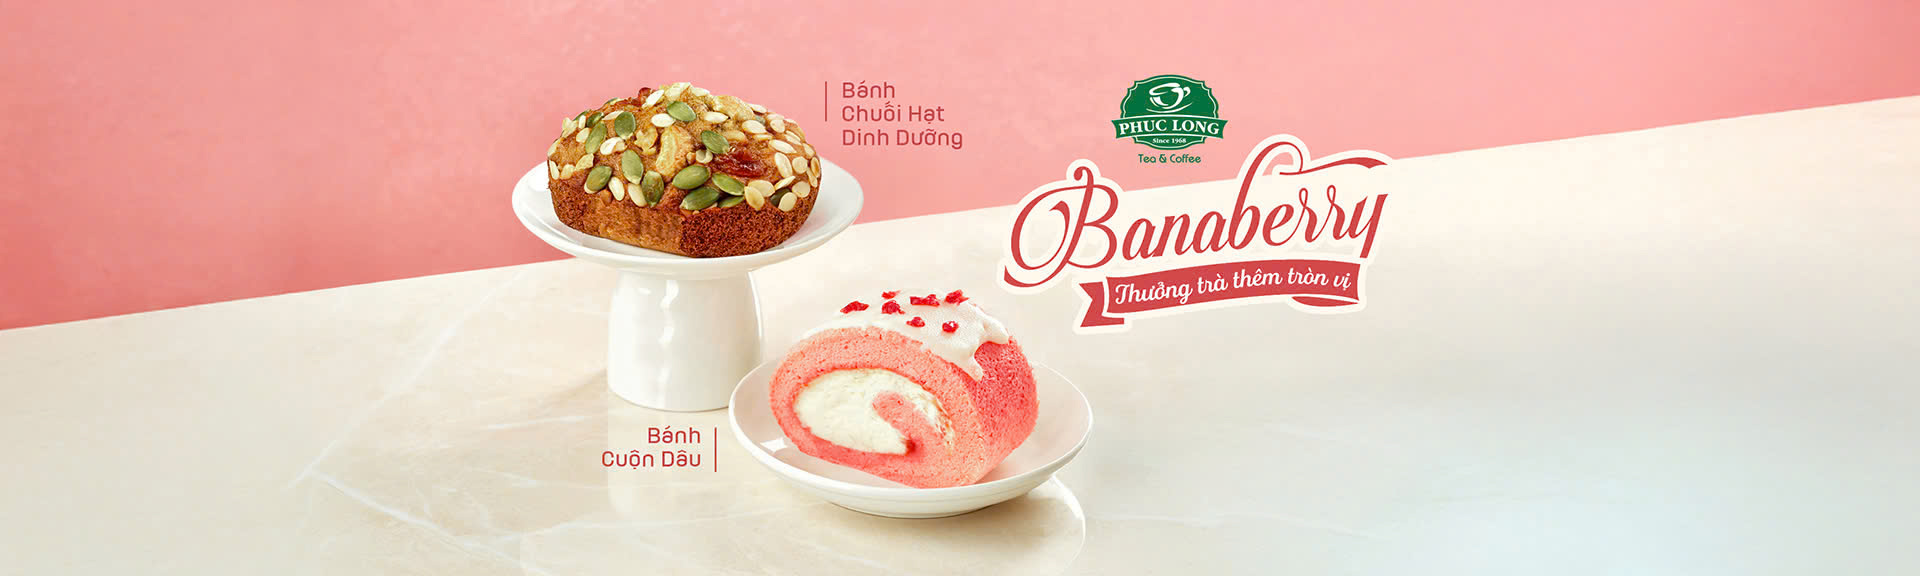 Bánh
Chuối Hạt
Dinh Dưỡng
PHUC LONG
Since 1968
Tea & Coffee
Banaberry
Thưởng trà thêm tròn vị
Bánh
Cuộn Dâu